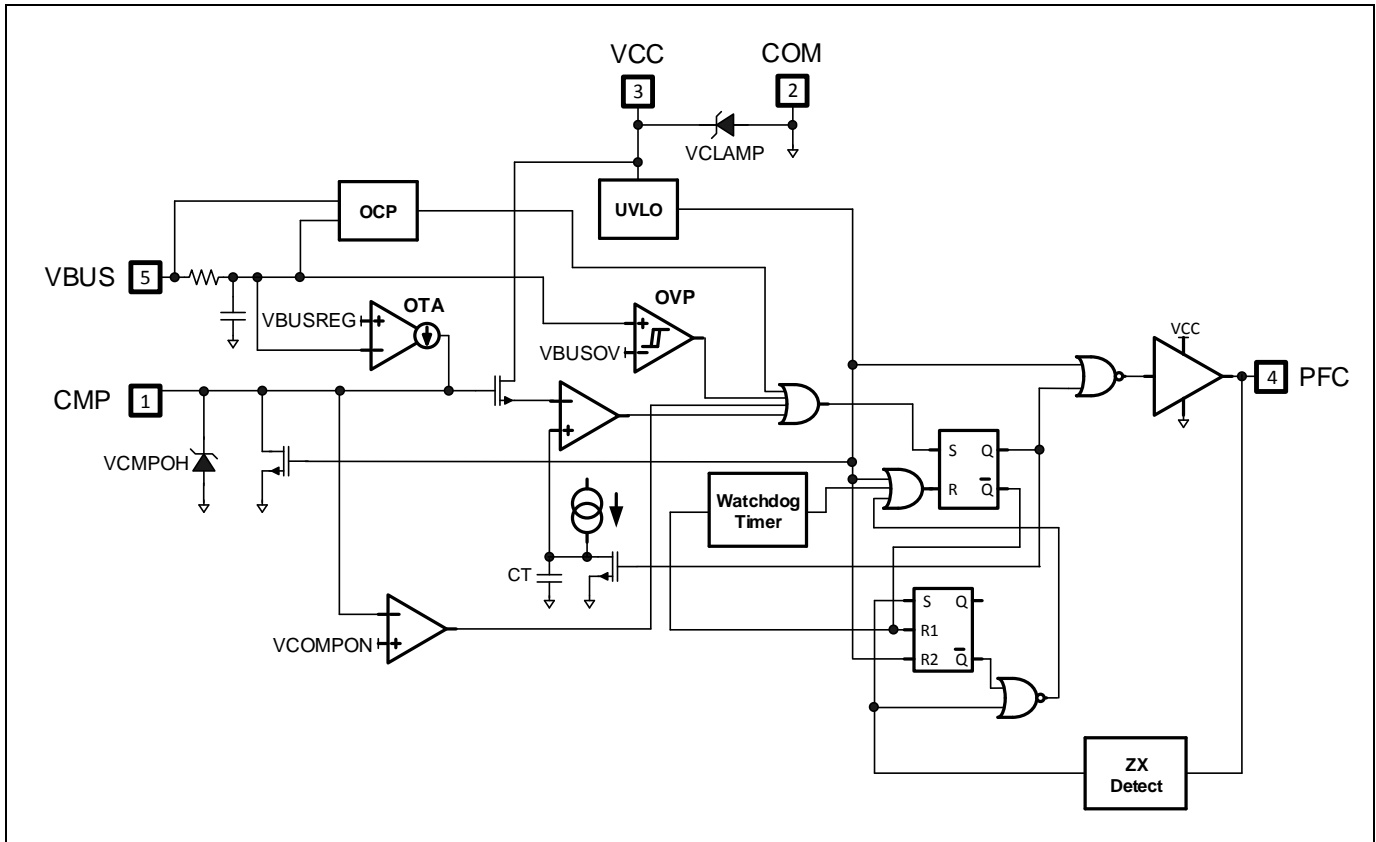 VCC
COM
3
2
VCLAMP
OCP
UVLO
VBUS
5
OTA
VBUSREG
OVP
VBUSOV
VCC
4
PFC
CMP
1
VCMPOH
S
Q
R
Q
Watchdog
Timer
CT
S
Q
R1
R2
Q
VCOMPON
ZX
Detect